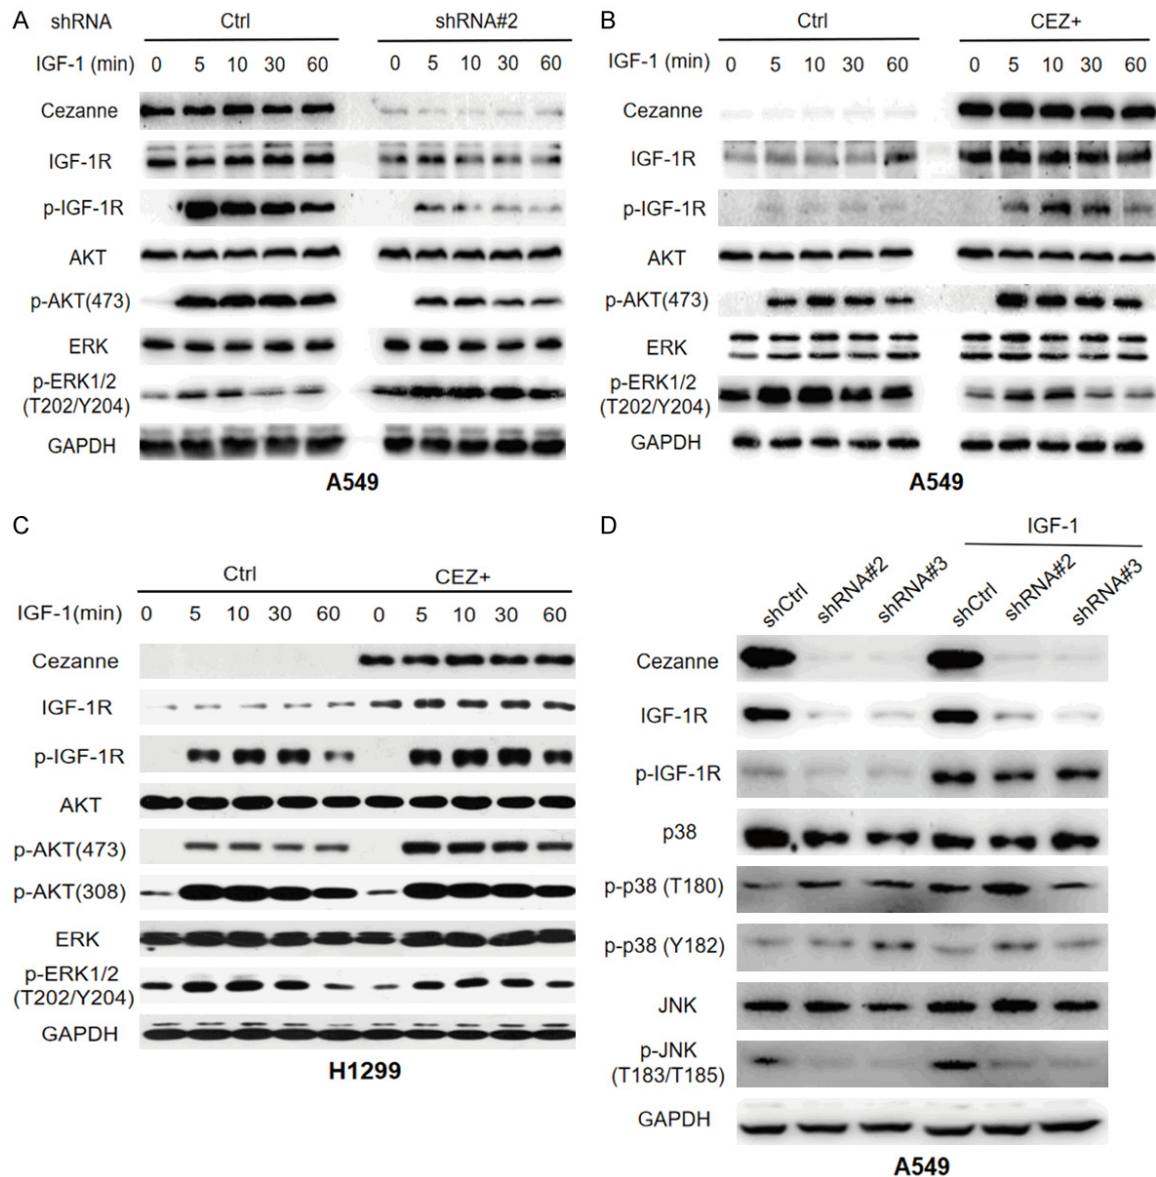 A
shRNA Ctrl shRNA#2
IGF-1 (min) 0 5 10 30 60 0 5 10 30 60
Cezanne
IGF-1R
p-IGF-1R
AKT
p-AKT(473)
ERK
p-ERK1/2
(T202/Y204)
GAPDH
A549
B
Ctrl CEZ+
IGF-1 (min) 0 5 10 30 60 0 5 10 30 60
Cezanne
IGF-1R
p-IGF-1R
AKT
p-AKT(473)
ERK
p-ERK1/2
(T202/Y204)
GAPDH
A549
C
Ctrl CEZ+
IGF-1(min) 0 5 10 30 60 0 5 10 30 60
Cezanne
IGF-1R
p-IGF-1R
AKT
p-AKT(473)
p-AKT(308)
ERK
p-ERK1/2
(T202/Y204)
GAPDH
H1299
D
IGF-1
shCtrl shRNA#2 shRNA#3 shCtrl shRNA#2 shRNA#3
Cezanne
IGF-1R
p-IGF-1R
p38
p-p38 (T180)
p-p38 (Y182)
JNK
p-JNK
(T183/T185)
GAPDH
A549